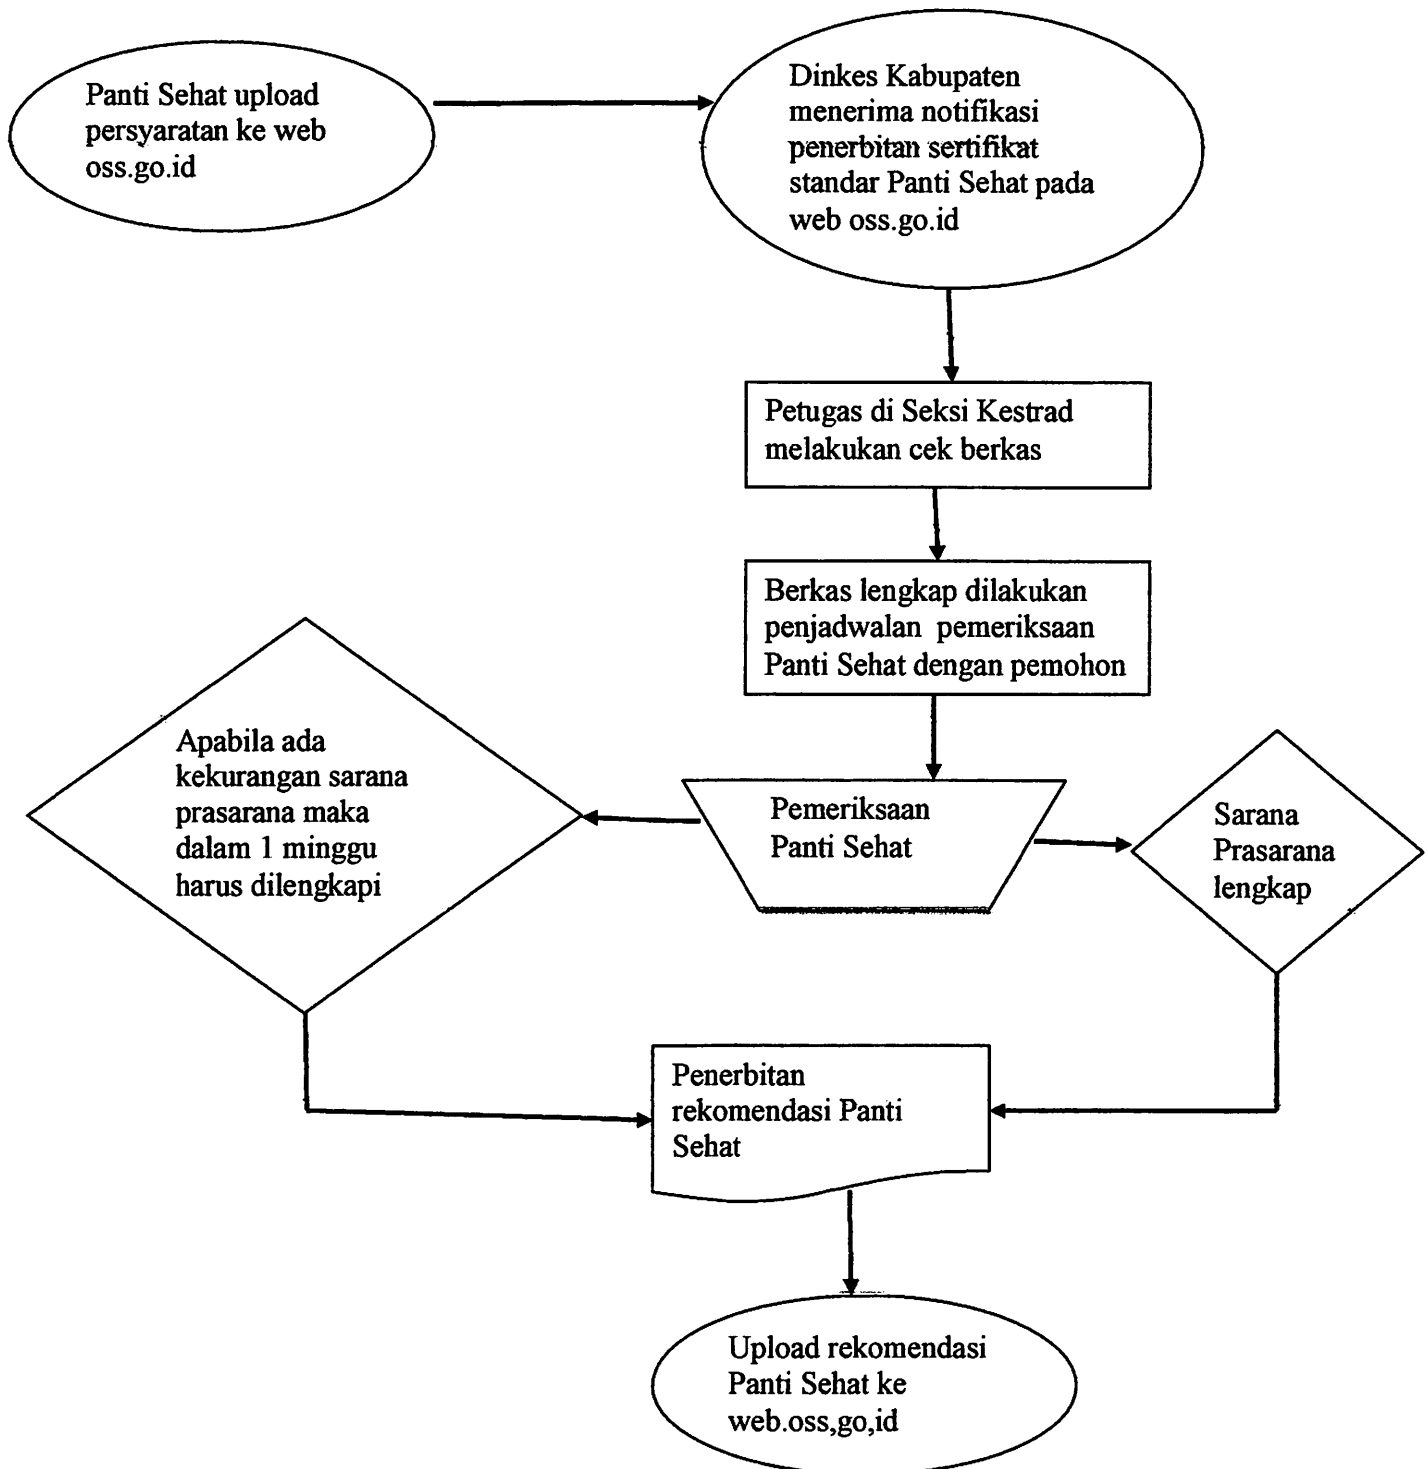 Panti Sehat upload
persyaratan ke web
oss.go.id
Dinkes Kabupaten
menerima notifikasi
penerbitan sertifikat
standar Panti Sehat pada
web oss.go.id
Petugas di Seksi Kestrad
melakukan cek berkas
Berkas lengkap dilakukan
penjadwalan pemeriksaan
Panti Sehat dengan pemohon
Apabila ada
kekurangan sarana
prasarana maka
dalam 1 minggu
harus dilengkapi
Pemeriksaan
Panti Sehat
Sarana
Prasarana
lengkap
Penerbitan
rekomendasi Panti
Sehat
Upload rekomendasi
Panti Sehat ke
web.oss,go,id